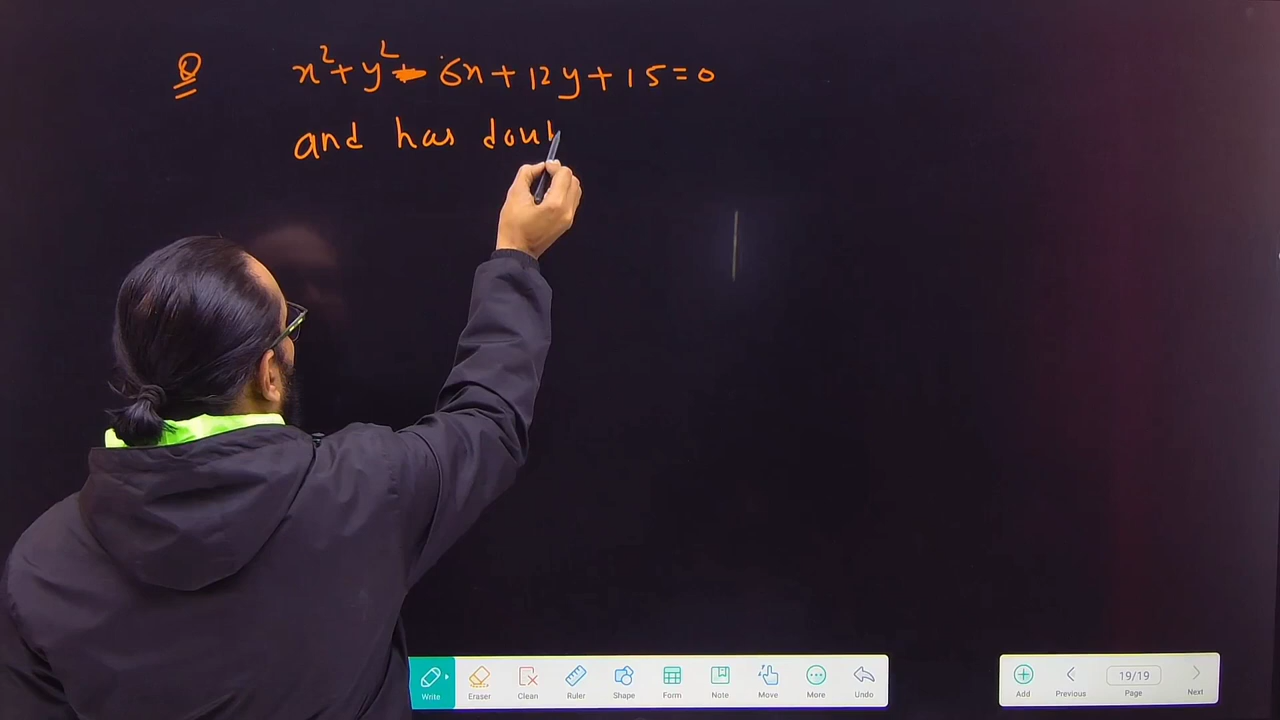 Q x² + y² - 6x + 12y + 15 = 0
and has doub
Write
Eraser
Clean
Ruler
Shape
Form
Note
Move
More
Undo
Add
Previous
19/19
Page
Next